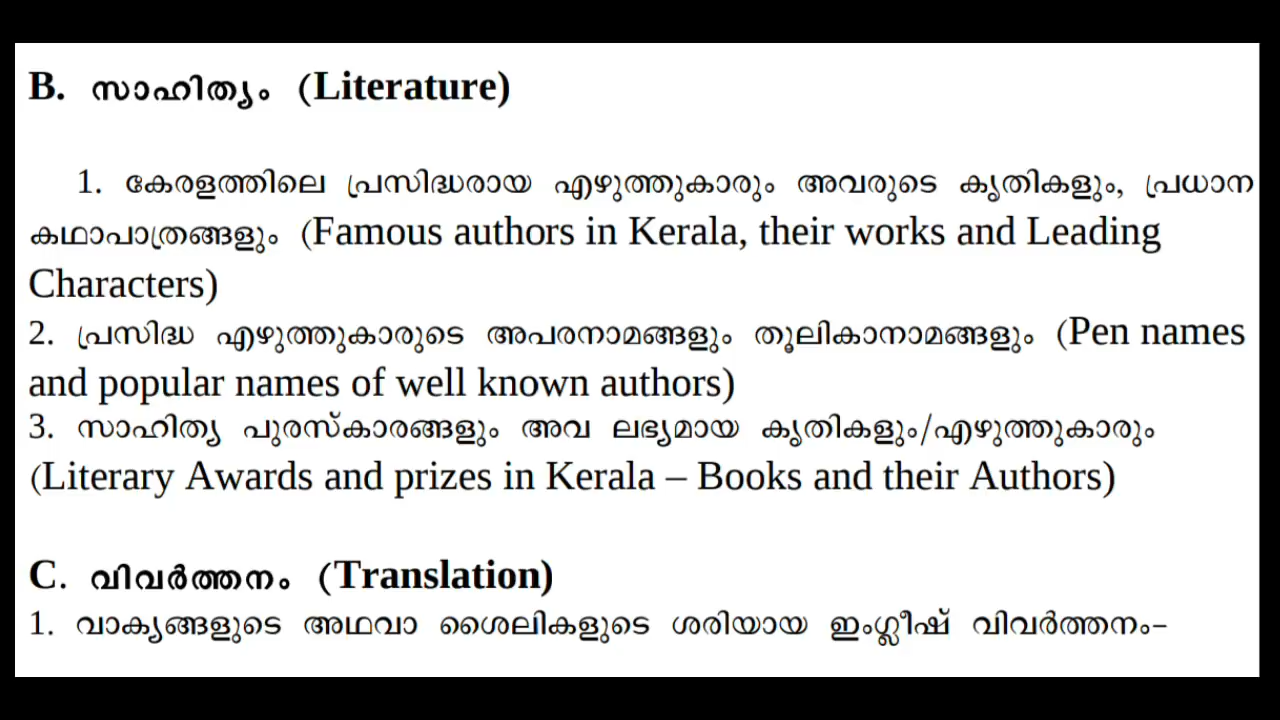 B. സാഹിത്യം (Literature)
1. കേരളത്തിലെ പ്രസിദ്ധരായ എഴുത്തുകാരും അവരുടെ കൃതികളും, പ്രധാന
കഥാപാത്രങ്ങളും (Famous authors in Kerala, their works and Leading
Characters)
2. പ്രസിദ്ധ എഴുത്തുകാരുടെ അപരനാമങ്ങളും തൂലികാനാമങ്ങളും (Pen names
and popular names of well known authors)
3. സാഹിത്യ പുരസ്കാരങ്ങളും അവ ലഭ്യമായ കൃതികളും/എഴുത്തുകാരും
(Literary Awards and prizes in Kerala – Books and their Authors)
C. വിവർത്തനം (Translation)
1. വാക്യങ്ങളുടെ അഥവാ ശൈലികളുടെ ശരിയായ ഇംഗ്ലീഷ് വിവർത്തനം-